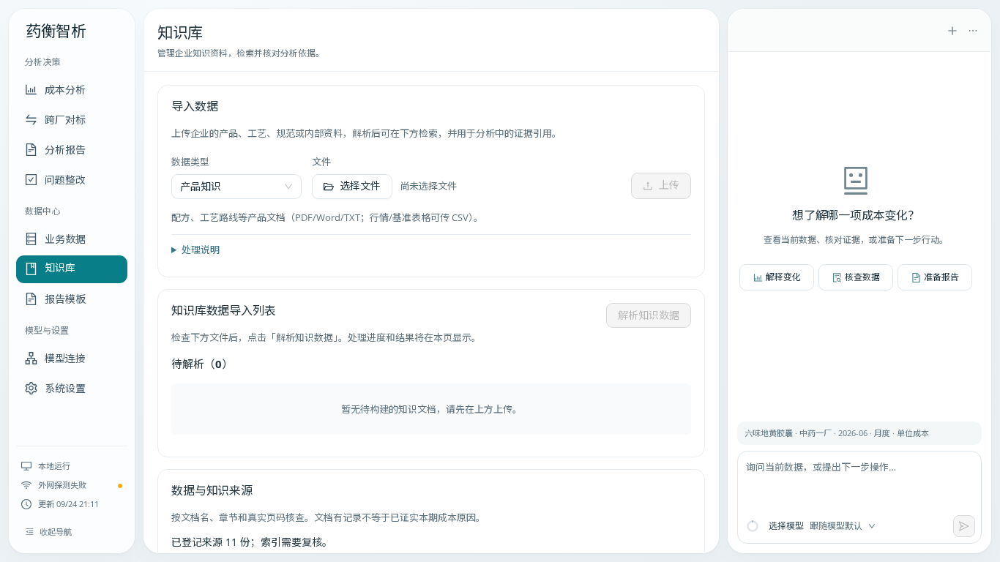 药衡智析
分析决策
成本分析
跨厂对标
分析报告
问题整改
数据中心
业务数据
知识库
报告模板
模型与设置
模型连接
系统设置
本地运行
外网探测失败
更新 09/24 21:11
收起导航
知识库
管理企业知识资料，检索并核对分析依据。
导入数据
上传企业的产品、工艺、规范或内部资料，解析后可在下方检索，并用于分析中的证据引用。
数据类型
文件
产品知识
选择文件
尚未选择文件
上传
配方、工艺路线等产品文档（PDF/Word/TXT；行情/基准表格可传 CSV）。
处理说明
知识库数据导入列表
解析知识数据
检查下方文件后，点击「解析知识数据」。处理进度和结果将在本页显示。
待解析（0）
暂无待构建的知识文档，请先在上方上传。
数据与知识来源
按文档名、章节和真实页码核查。文档有记录不等于已证实本期成本原因。
已登记来源 11 份；索引需要复核。
想了解哪一项成本变化？
查看当前数据、核对证据，或准备下一步行动。
解释变化
核查数据
准备报告
六味地黄胶囊 · 中药一厂 · 2026-06 · 月度 · 单位成本
询问当前数据，或提出下一步操作...
选择模型 跟随模型默认